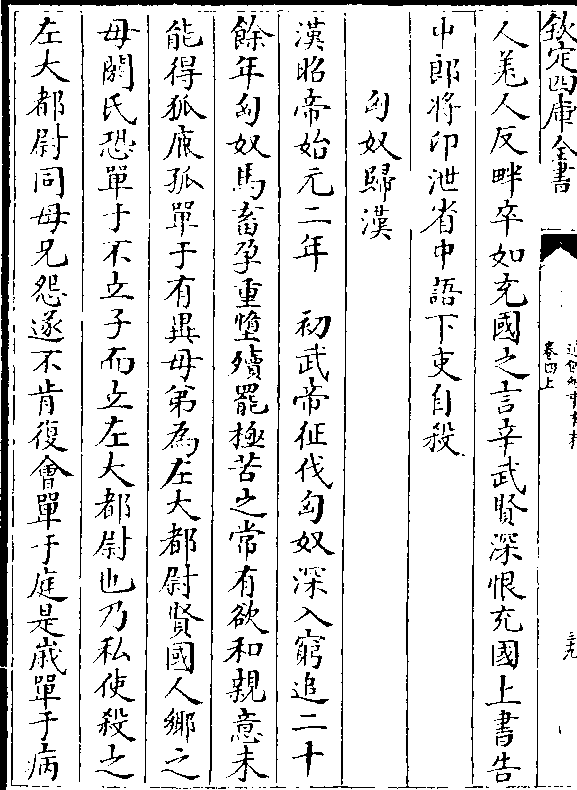 欽定四庫全書
卷四上
人羌人反畔卒如充國之言辛武賢深恨充國上書告
中郎將卬泄省中語下吏自殺
匈奴歸漢
漢昭帝始元二年 初武帝征伐匈奴深入窮追二十
餘年匈奴馬畜孕重墮殰罷極苦之常有欲和親意未
能得狐鹿孤單于有異母弟為左大都尉賢國人鄉之
母閼氏恐單于不立子而立左大都尉也乃私使殺之
左大都尉同母兄怨遂不肯復會單于庭是歲單于病